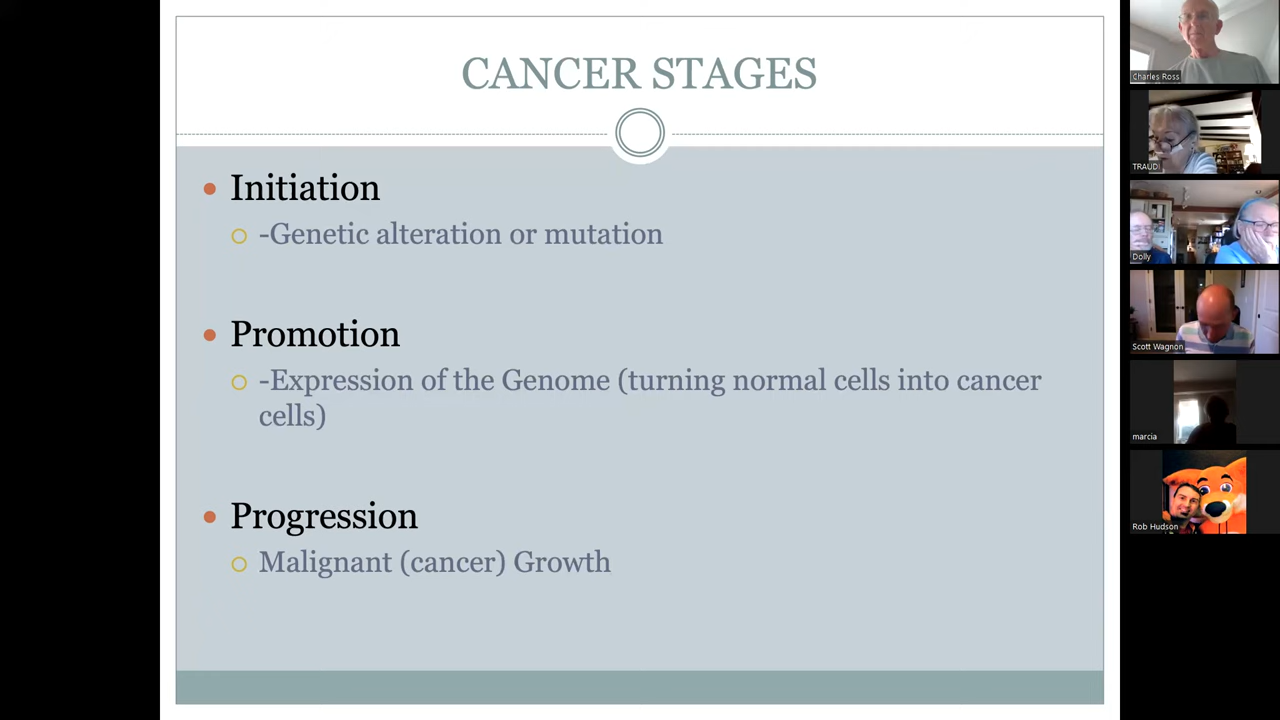 CANCER STAGES
Initiation
-Genetic alteration or mutation
Promotion
-Expression of the Genome (turning normal cells into cancer
cells)
Progression
Malignant (cancer) Growth
Charles Ross
TRAUDI
Dolly
Scott Wagnon
marcia
Rob Hudson